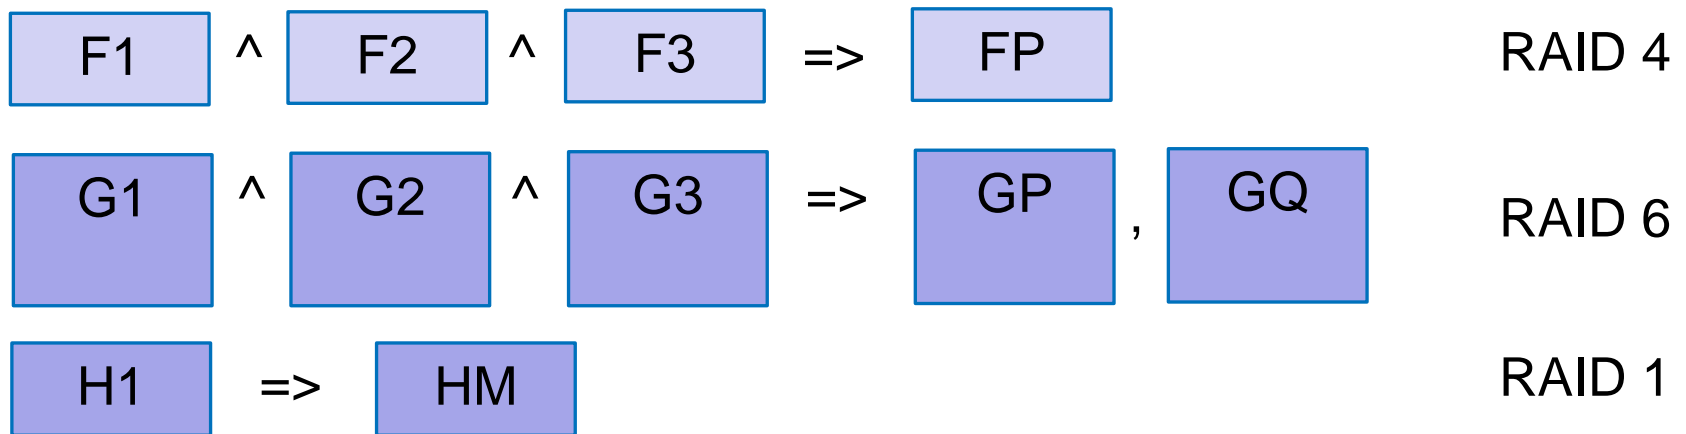 F1 ^ F2 ^ F3 => FP RAID 4
G1 ^ G2 ^ G3 => GP , GQ RAID 6
H1 => HM RAID 1